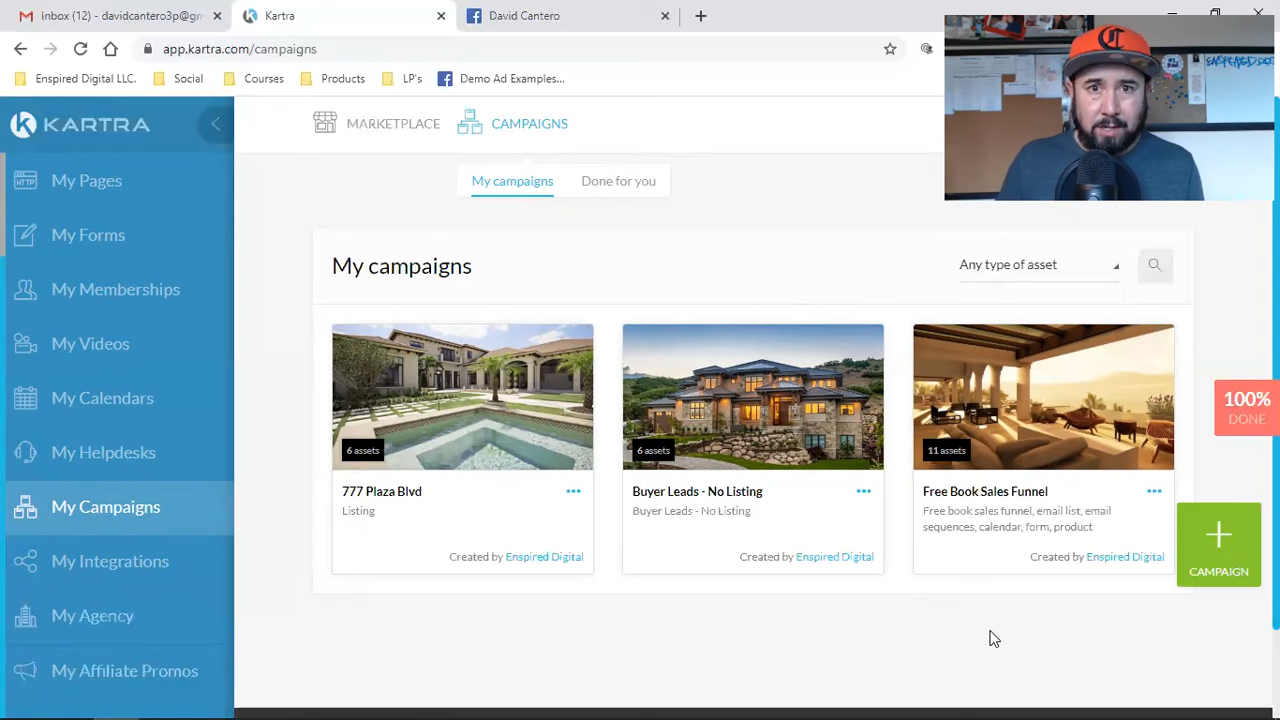 inbox (12) - davidcantero3p@gm
Kartra
David Cantero
app.kartra.com/campaigns
Enspired Digital LLC.
Social
Courses
Products
LP's
Demo Ad Examples...
KARTRA
MARKETPLACE
CAMPAIGNS
My campaigns
Done for you
My Pages
My Forms
My Memberships
My Videos
My Calendars
My Helpdesks
My Campaigns
My Integrations
My Agency
My Affiliate Promos
My campaigns
Any type of asset
6 assets
777 Plaza Blvd
Listing
Created by Enspired Digital
6 assets
Buyer Leads - No Listing
Buyer Leads - No Listing
Created by Enspired Digital
11 assets
Free Book Sales Funnel
Free book sales funnel, email list, email
sequences, calendar, form, product
Created by Enspired Digital
100%
DONE
CAMPAIGN